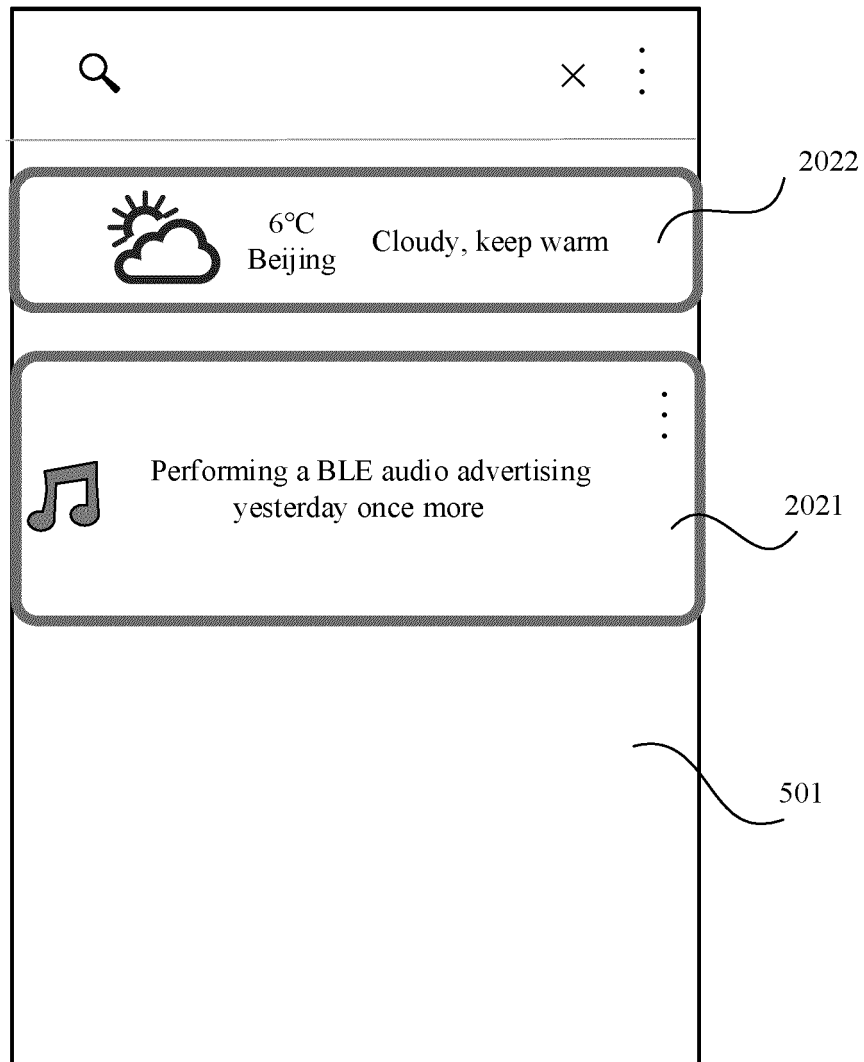 2022
6°C
Beijing
Cloudy, keep warm
Performing a BLE audio advertising
yesterday once more
2021
501